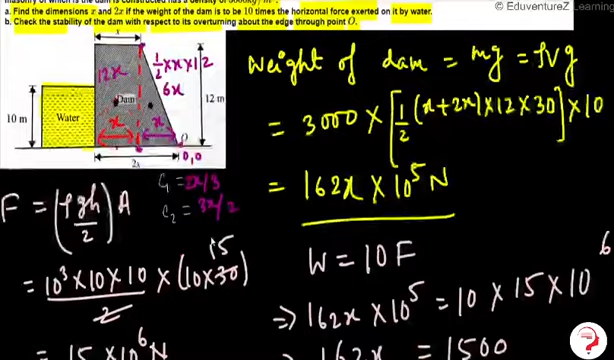 © EduventureZ Learning
masonry of which the dam is constructed has a density of 3000kg/m³.
a. Find the dimensions x and 2x if the weight of the dam is to be 10 times the horizontal force exerted on it by water.
b. Check the stability of the dam with respect to its overturning about the edge through point O.
x
12x
1/2 × x × 12
6x
Dam
10 m
Water
12 m
x
x
O
2x
0,0
C₁ = 2x/3
C₂ = 3x/2
Weight of dam = mg = ρVg
= 3000 × [1/2 (x+2x) × 12 × 30] × 10
= 162x × 10⁵ N
F = (ρgh/2) A
15
= 10³ × 10 × 10 / 2 × (10 × 30)
= 15 × 10⁶ N
W = 10 F
⇒ 162x × 10⁵ = 10 × 15 × 10⁶
⇒ 162x = 1500